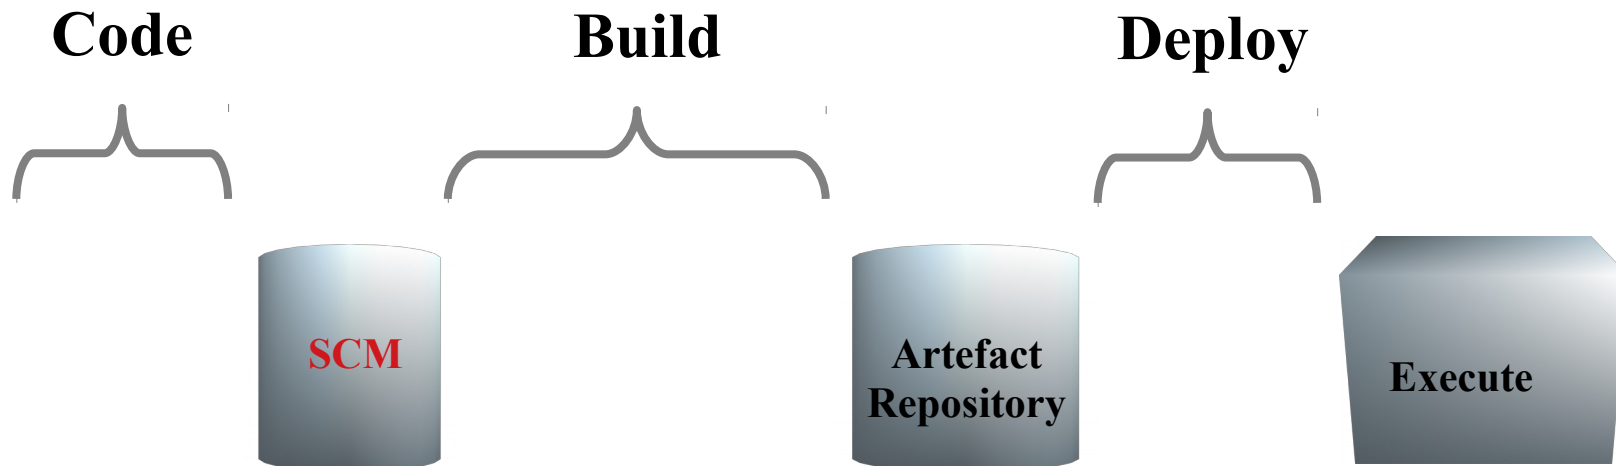 Code
Build
Deploy
SCM
Artefact
Repository
Execute